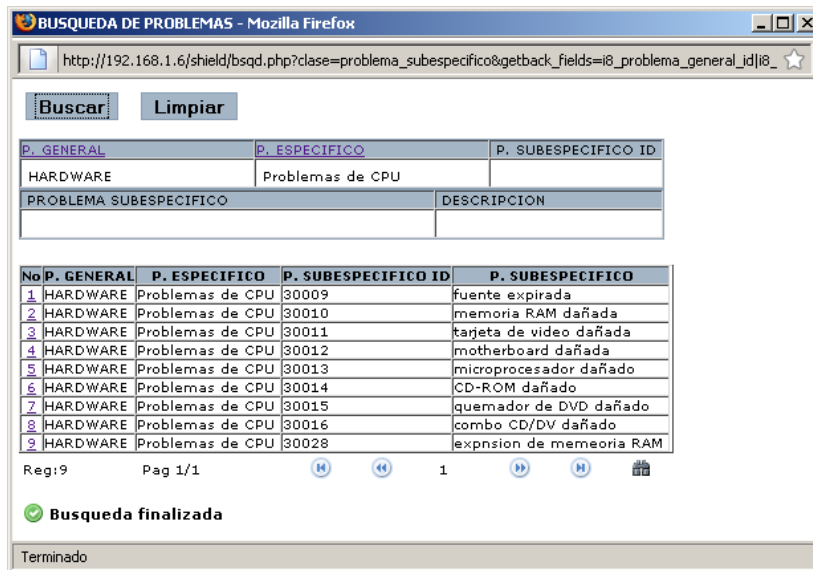 BUSQUEDA DE PROBLEMAS - Mozilla Firefox
http://192.168.1.6/shield/bsqd.php?clase=problema_subespecifico&getback_fields=i8_problema_general_id|i8_
Buscar Limpiar
P. GENERAL P. ESPECIFICO P. SUBESPECIFICO ID
HARDWARE Problemas de CPU
PROBLEMA SUBESPECIFICO DESCRIPCION
No P. GENERAL P. ESPECIFICO P. SUBESPECIFICO ID P. SUBESPECIFICO
1 HARDWARE Problemas de CPU 30009 fuente expirada
2 HARDWARE Problemas de CPU 30010 memoria RAM dañada
3 HARDWARE Problemas de CPU 30011 tarjeta de video dañada
4 HARDWARE Problemas de CPU 30012 motherboard dañada
5 HARDWARE Problemas de CPU 30013 microprocesador dañado
6 HARDWARE Problemas de CPU 30014 CD-ROM dañado
7 HARDWARE Problemas de CPU 30015 quemador de DVD dañado
8 HARDWARE Problemas de CPU 30016 combo CD/DV dañado
9 HARDWARE Problemas de CPU 30028 expnsion de memeoria RAM
Reg:9 Pag 1/1 1
Busqueda finalizada
Terminado